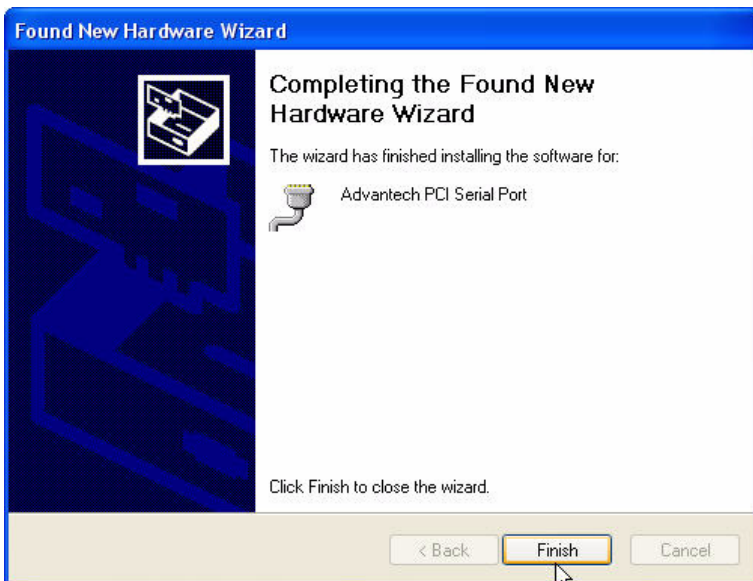 Found New Hardware Wizard
Completing the Found New
Hardware Wizard
The wizard has finished installing the software for:
Advantech PCI Serial Port
Click Finish to close the wizard.
< Back
Finish
Cancel